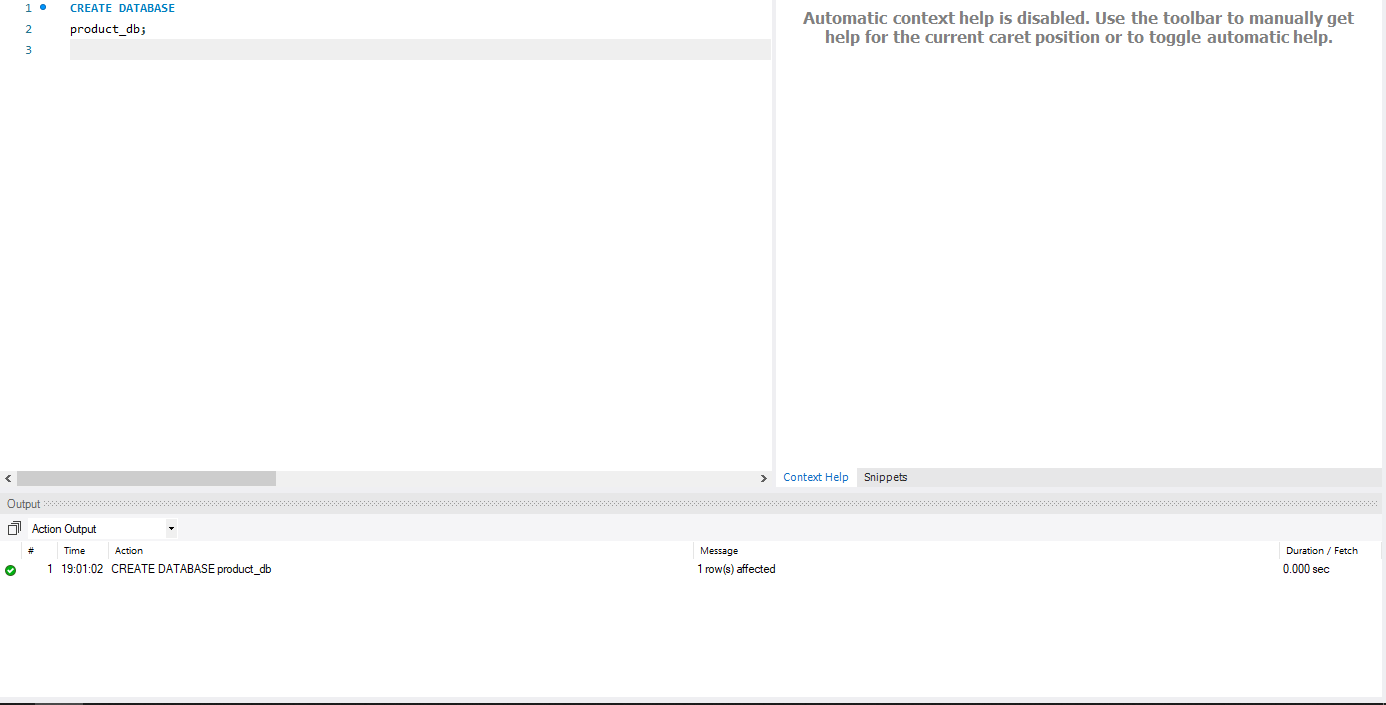 1 CREATE DATABASE
2 product_db;
3
Automatic context help is disabled. Use the toolbar to manually get
help for the current caret position or to toggle automatic help.
Context Help Snippets
Output
Action Output
# Time Action Message Duration / Fetch
1 19:01:02 CREATE DATABASE product_db 1 row(s) affected 0.000 sec